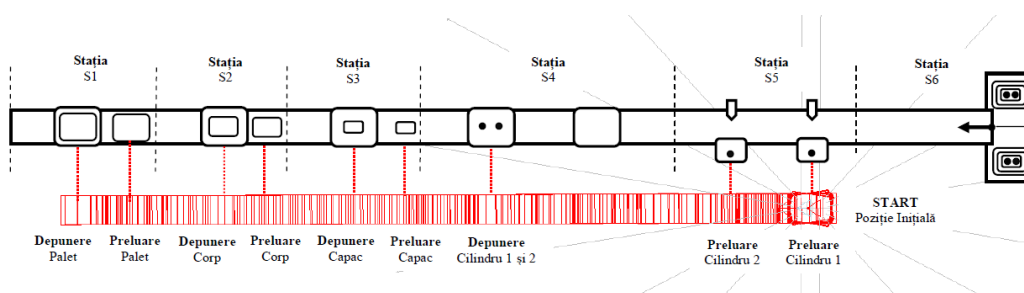 Stația
S1
Stația
S2
Stația
S3
Stația
S4
Stația
S5
Stația
S6
START
Poziție Inițială
Depunere
Palet
Preluare
Palet
Depunere
Corp
Preluare
Corp
Depunere
Capac
Preluare
Capac
Depunere
Cilindru 1 și 2
Preluare
Cilindru 2
Preluare
Cilindru 1